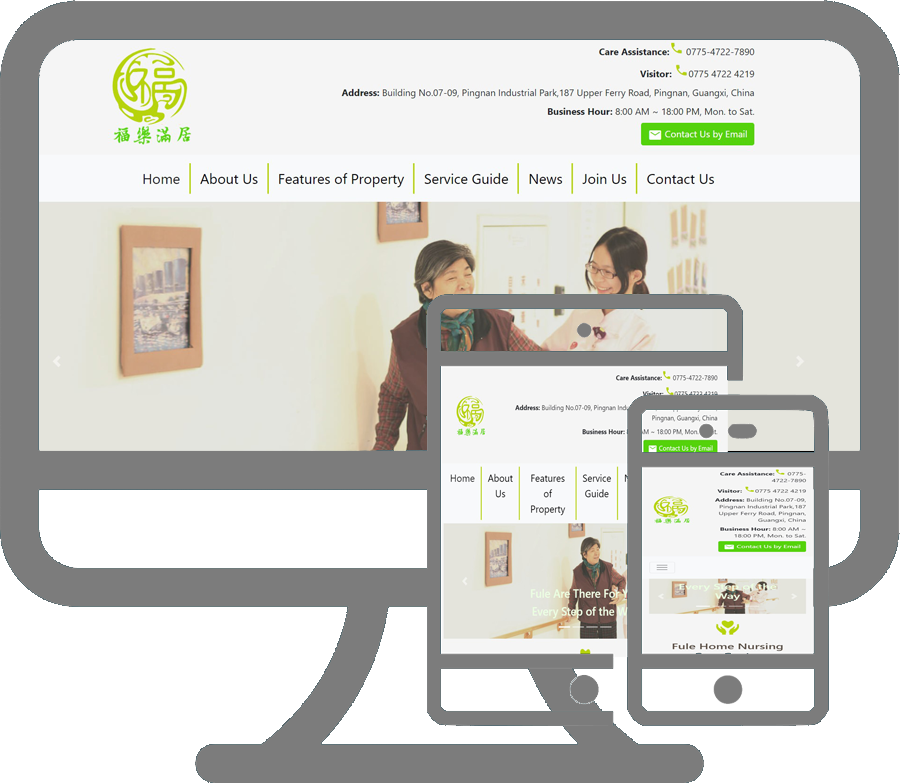 Care Assistance: 0775-4722-7890
Visitor: 0775 4722 4219
Address: Building No.07-09, Pingnan Industrial Park,187 Upper Ferry Road, Pingnan, Guangxi, China
Business Hour: 8:00 AM ~ 18:00 PM, Mon. to Sat.
Contact Us by Email
福
福樂滿居
Home About Us Features of Property Service Guide News Join Us Contact Us
Care Assistance: 0775-4722-7890
Visitor: 0775 4722 4219
Address: Building No.07-09, Pingnan
Pingnan, Guangxi, China
Business Hour: AM ~ 18:00 PM, Mon.
Contact Us by Email
福
福樂滿居
Home About Us Features of Property Service Guide
Fule Are There For
Every Step of the
Care Assistance: 0775-
4722-7890
Visitor: 0775 4722 4219
Address: Building No.07-09,
Pingnan Industrial Park,187
Upper Ferry Road, Pingnan,
Guangxi, China
Business Hour: 8:00 AM ~
18:00 PM, Mon. to Sat.
Contact Us by Email
福
福樂滿居
Every Step of the
Way
Fule Home Nursing